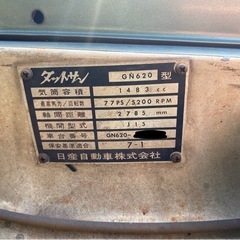 ダットサン GN620 型
気筒容積 1483 cc
最高馬力/回転数 77PS/5200 RPM
軸間距離 2785 mm
機関型式 J15
車台番号 GN620-
保安基準適合 7-1
日産自動車株式会社